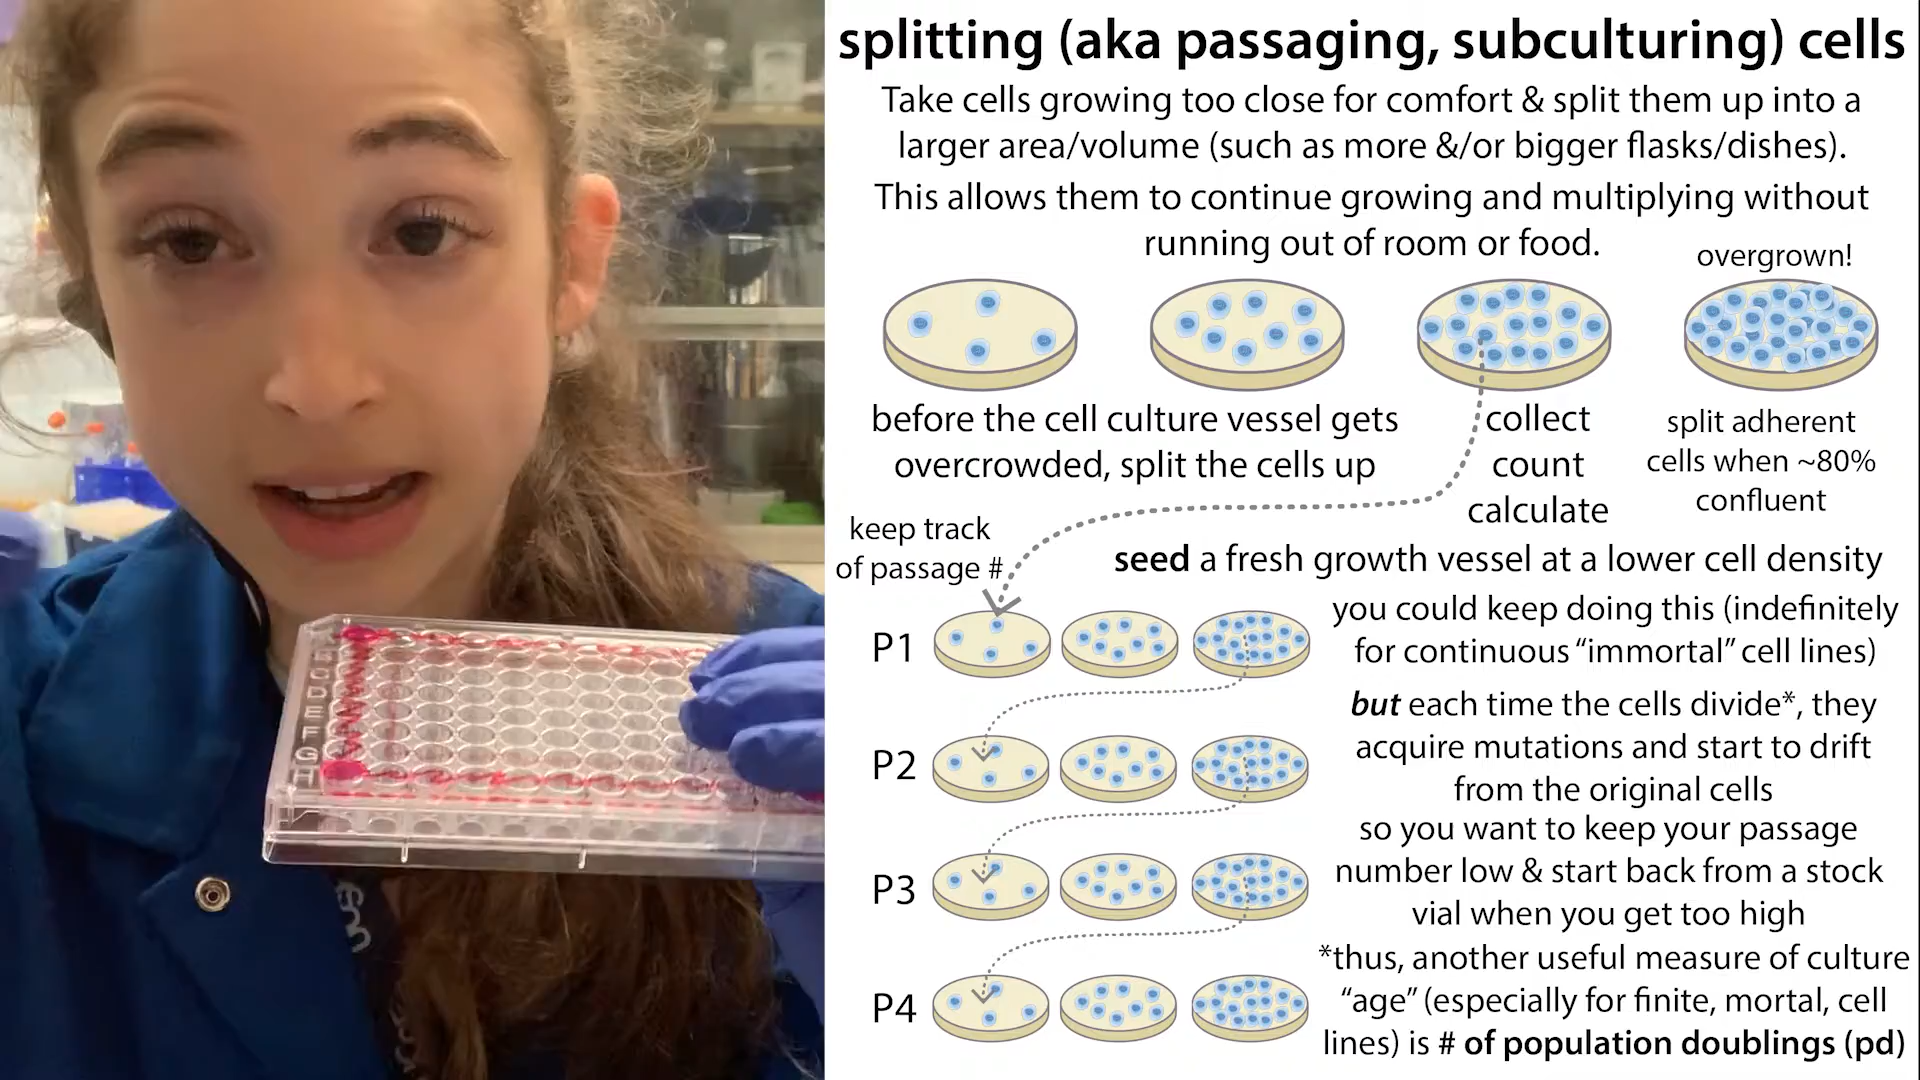 splitting (aka passaging, subculturing) cells
Take cells growing too close for comfort & split them up into a
larger area/volume (such as more &/or bigger flasks/dishes).
This allows them to continue growing and multiplying without
running out of room or food.
overgrown!
before the cell culture vessel gets
overcrowded, split the cells up
collect
count
calculate
split adherent
cells when ~80%
confluent
keep track
of passage #
seed a fresh growth vessel at a lower cell density
P1
you could keep doing this (indefinitely
for continuous “immortal” cell lines)
but each time the cells divide*, they
acquire mutations and start to drift
from the original cells
P2
so you want to keep your passage
number low & start back from a stock
vial when you get too high
P3
*thus, another useful measure of culture
“age” (especially for finite, mortal, cell
lines) is # of population doublings (pd)
P4
D
E
F
G
H